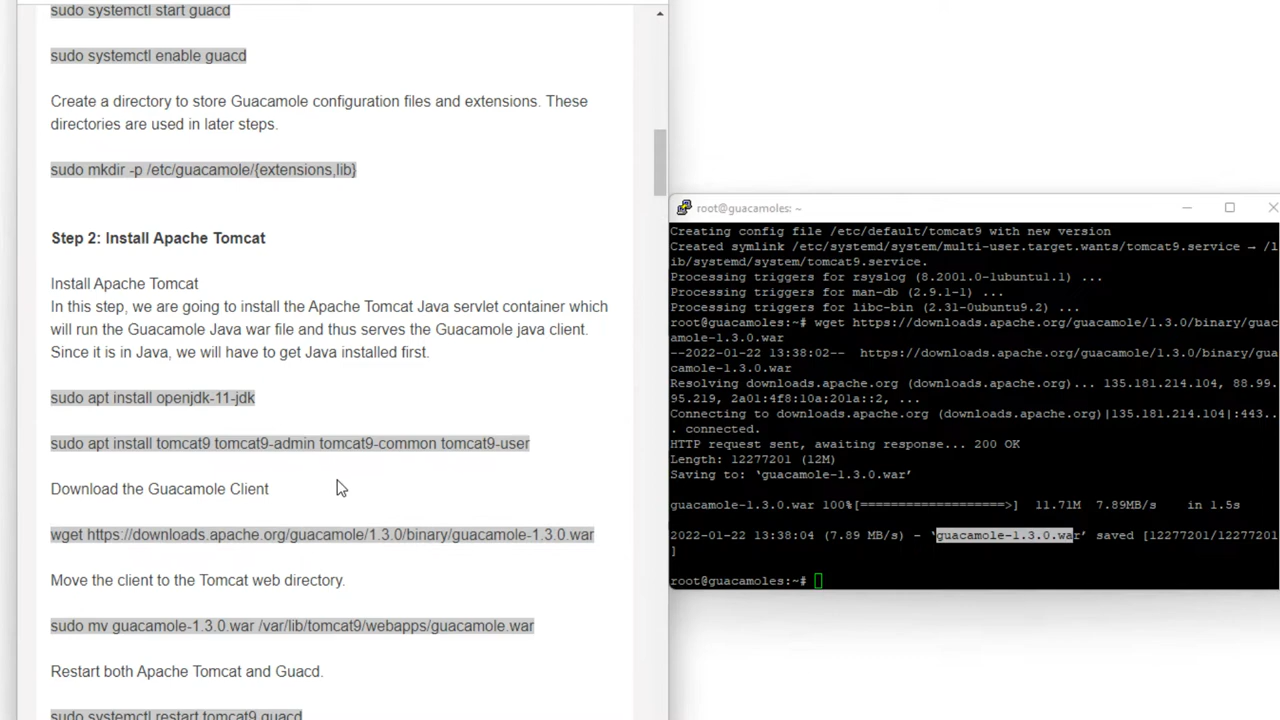 sudo systemctl start guacd
sudo systemctl enable guacd
Create a directory to store Guacamole configuration files and extensions. These
directories are used in later steps.
sudo mkdir -p /etc/guacamole/{extensions,lib}
Step 2: Install Apache Tomcat
Install Apache Tomcat
In this step, we are going to install the Apache Tomcat Java servlet container which
will run the Guacamole Java war file and thus serves the Guacamole java client.
Since it is in Java, we will have to get Java installed first.
sudo apt install openjdk-11-jdk
sudo apt install tomcat9 tomcat9-admin tomcat9-common tomcat9-user
Download the Guacamole Client
wget https://downloads.apache.org/guacamole/1.3.0/binary/guacamole-1.3.0.war
Move the client to the Tomcat web directory.
sudo mv guacamole-1.3.0.war /var/lib/tomcat9/webapps/guacamole.war
Restart both Apache Tomcat and Guacd.
sudo systemctl restart tomcat9 guacd
root@guacamoles: ~
Creating config file /etc/default/tomcat9 with new version
Created symlink /etc/systemd/system/multi-user.target.wants/tomcat9.service → /l
ib/systemd/system/tomcat9.service.
Processing triggers for rsyslog (8.2001.0-1ubuntu1.1) ...
Processing triggers for man-db (2.9.1-1) ...
Processing triggers for libc-bin (2.31-0ubuntu9.2) ...
root@guacamoles:~# wget https://downloads.apache.org/guacamole/1.3.0/binary/guac
amole-1.3.0.war
--2022-01-22 13:38:02-- https://downloads.apache.org/guacamole/1.3.0/binary/gua
camole-1.3.0.war
Resolving downloads.apache.org (downloads.apache.org)... 135.181.214.104, 88.99.
95.219, 2a01:4f8:10a:201a::2, ...
Connecting to downloads.apache.org (downloads.apache.org)|135.181.214.104|:443..
. connected.
HTTP request sent, awaiting response... 200 OK
Length: 12277201 (12M)
Saving to: ‘guacamole-1.3.0.war’
guacamole-1.3.0.war 100%[===================>] 11.71M 7.89MB/s in 1.5s
2022-01-22 13:38:04 (7.89 MB/s) - ‘guacamole-1.3.0.war’ saved [12277201/12277201
]
root@guacamoles:~#